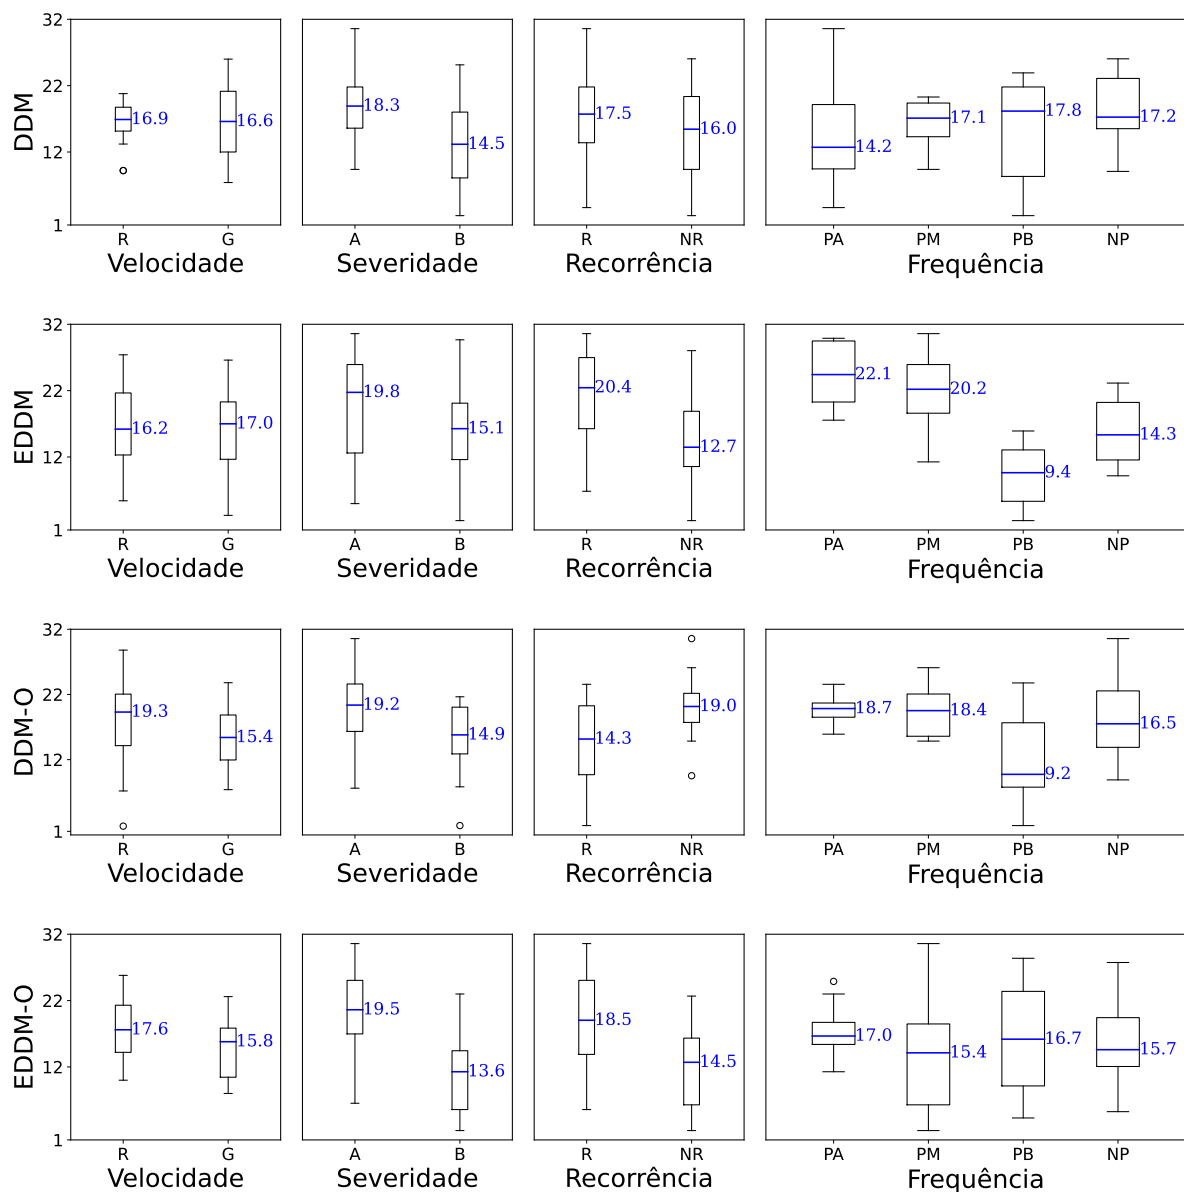 DDM
32
22
12
1
16.9
16.6
R
G
Velocidade
18.3
14.5
A
B
Severidade
17.5
16.0
R
NR
Recorrência
14.2
17.1
17.8
17.2
PA
PM
PB
NP
Frequência
EDDM
32
22
12
1
16.2
17.0
R
G
Velocidade
19.8
15.1
A
B
Severidade
20.4
12.7
R
NR
Recorrência
22.1
20.2
9.4
14.3
PA
PM
PB
NP
Frequência
DDM-O
32
22
12
1
19.3
15.4
R
G
Velocidade
19.2
14.9
A
B
Severidade
14.3
19.0
R
NR
Recorrência
18.7
18.4
9.2
16.5
PA
PM
PB
NP
Frequência
EDDM-O
32
22
12
1
17.6
15.8
R
G
Velocidade
19.5
13.6
A
B
Severidade
18.5
14.5
R
NR
Recorrência
17.0
15.4
16.7
15.7
PA
PM
PB
NP
Frequência